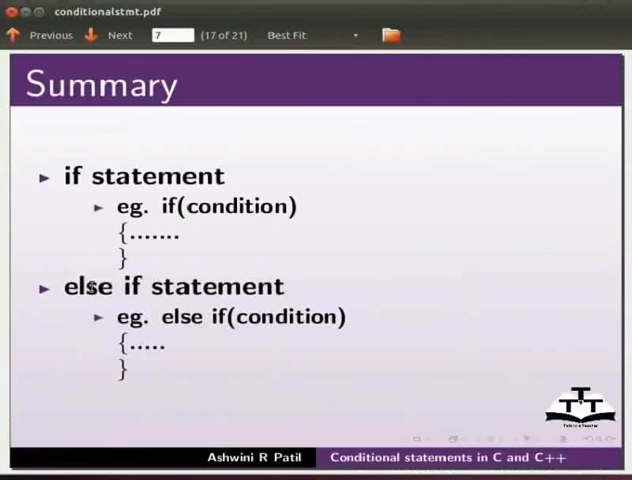 conditionalstmt.pdf
Previous Next 7 (17 of 21) Best Fit
Summary
if statement
eg. if(condition)
{.......
}
else if statement
eg. else if(condition)
{.....
}
TTT
Ashwini R Patil Conditional statements in C and C++